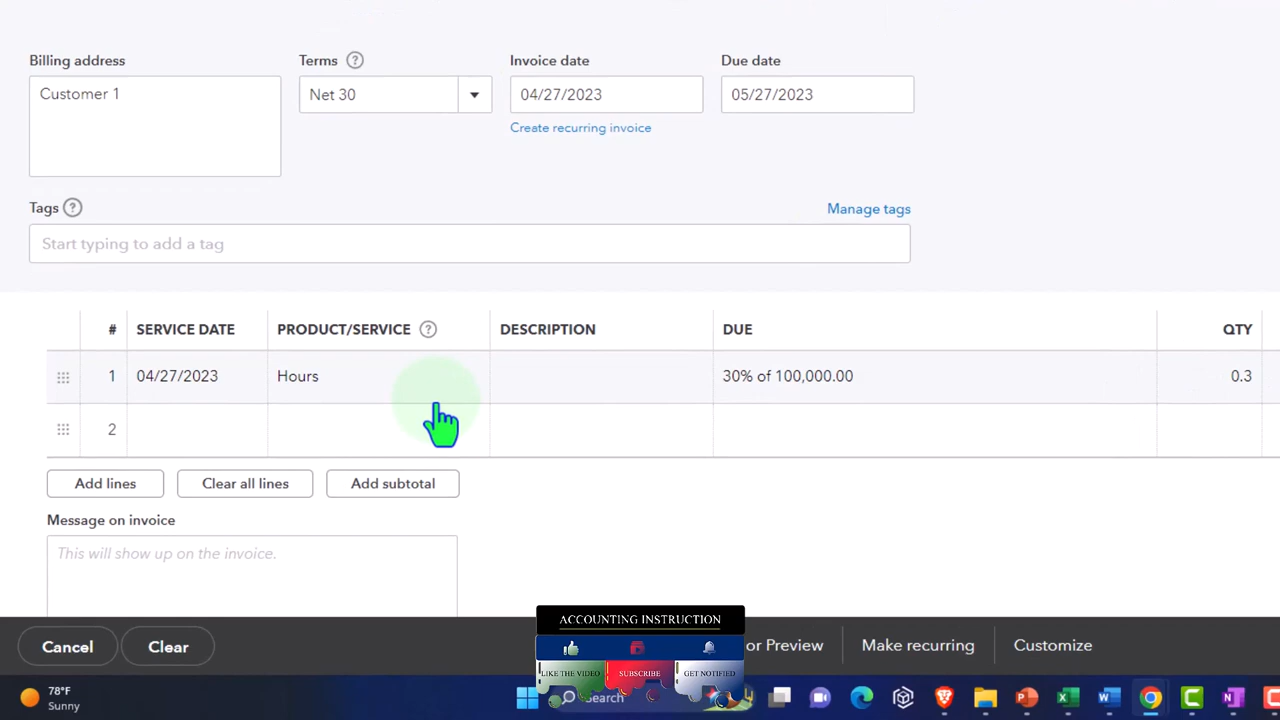 Billing address
Terms ?
Invoice date
Due date
Customer 1
Net 30
04/27/2023
05/27/2023
Create recurring invoice
Tags ?
Manage tags
Start typing to add a tag
# SERVICE DATE PRODUCT/SERVICE ? DESCRIPTION DUE QTY
1 04/27/2023 Hours 30% of 100,000.00 0.3
2
Add lines
Clear all lines
Add subtotal
Message on invoice
This will show up on the invoice.
ACCOUNTING INSTRUCTION
LIKE THE VIDEO
SUBSCRIBE
GET NOTIFIED
Cancel
Clear
or Preview
Make recurring
Customize
78°F
Sunny
Search